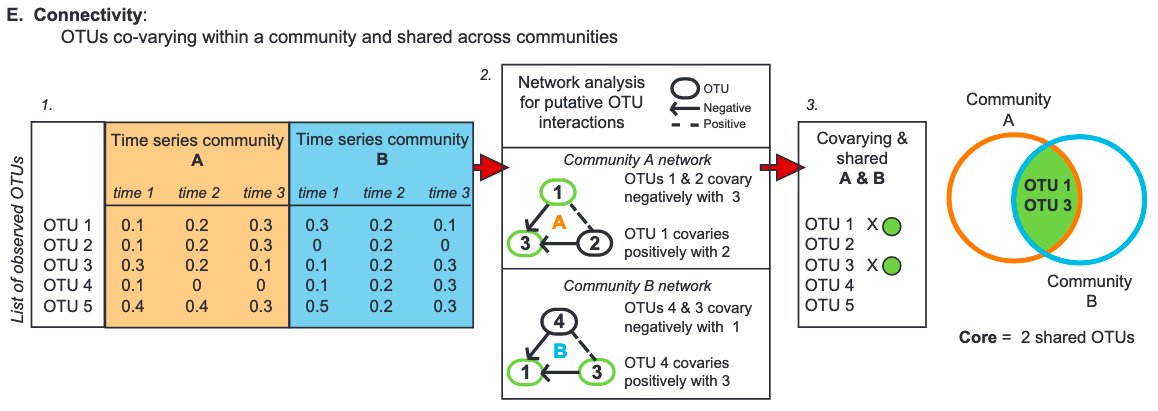 E. Connectivity:
OTUs co-varying within a community and shared across communities
1.
List of observed OTUs
Time series community A
Time series community B
time 1 time 2 time 3 time 1 time 2 time 3
OTU 1 0.1 0.2 0.3 0.3 0.2 0.1
OTU 2 0.1 0.2 0.3 0 0.2 0
OTU 3 0.3 0.2 0.1 0.1 0.2 0.3
OTU 4 0.1 0 0 0.1 0.2 0.3
OTU 5 0.4 0.4 0.3 0.5 0.2 0.3
2.
Network analysis
for putative OTU
interactions
OTU
Negative
Positive
Community A network
OTUs 1 & 2 covary
negatively with 3
OTU 1 covaries
positively with 2
1
A
3
2
Community B network
OTUs 4 & 3 covary
negatively with 1
OTU 4 covaries
positively with 3
4
B
1
3
3.
Covarying &
shared
A & B
OTU 1 X
OTU 2
OTU 3 X
OTU 4
OTU 5
Community
A
OTU 1
OTU 3
Community
B
Core = 2 shared OTUs